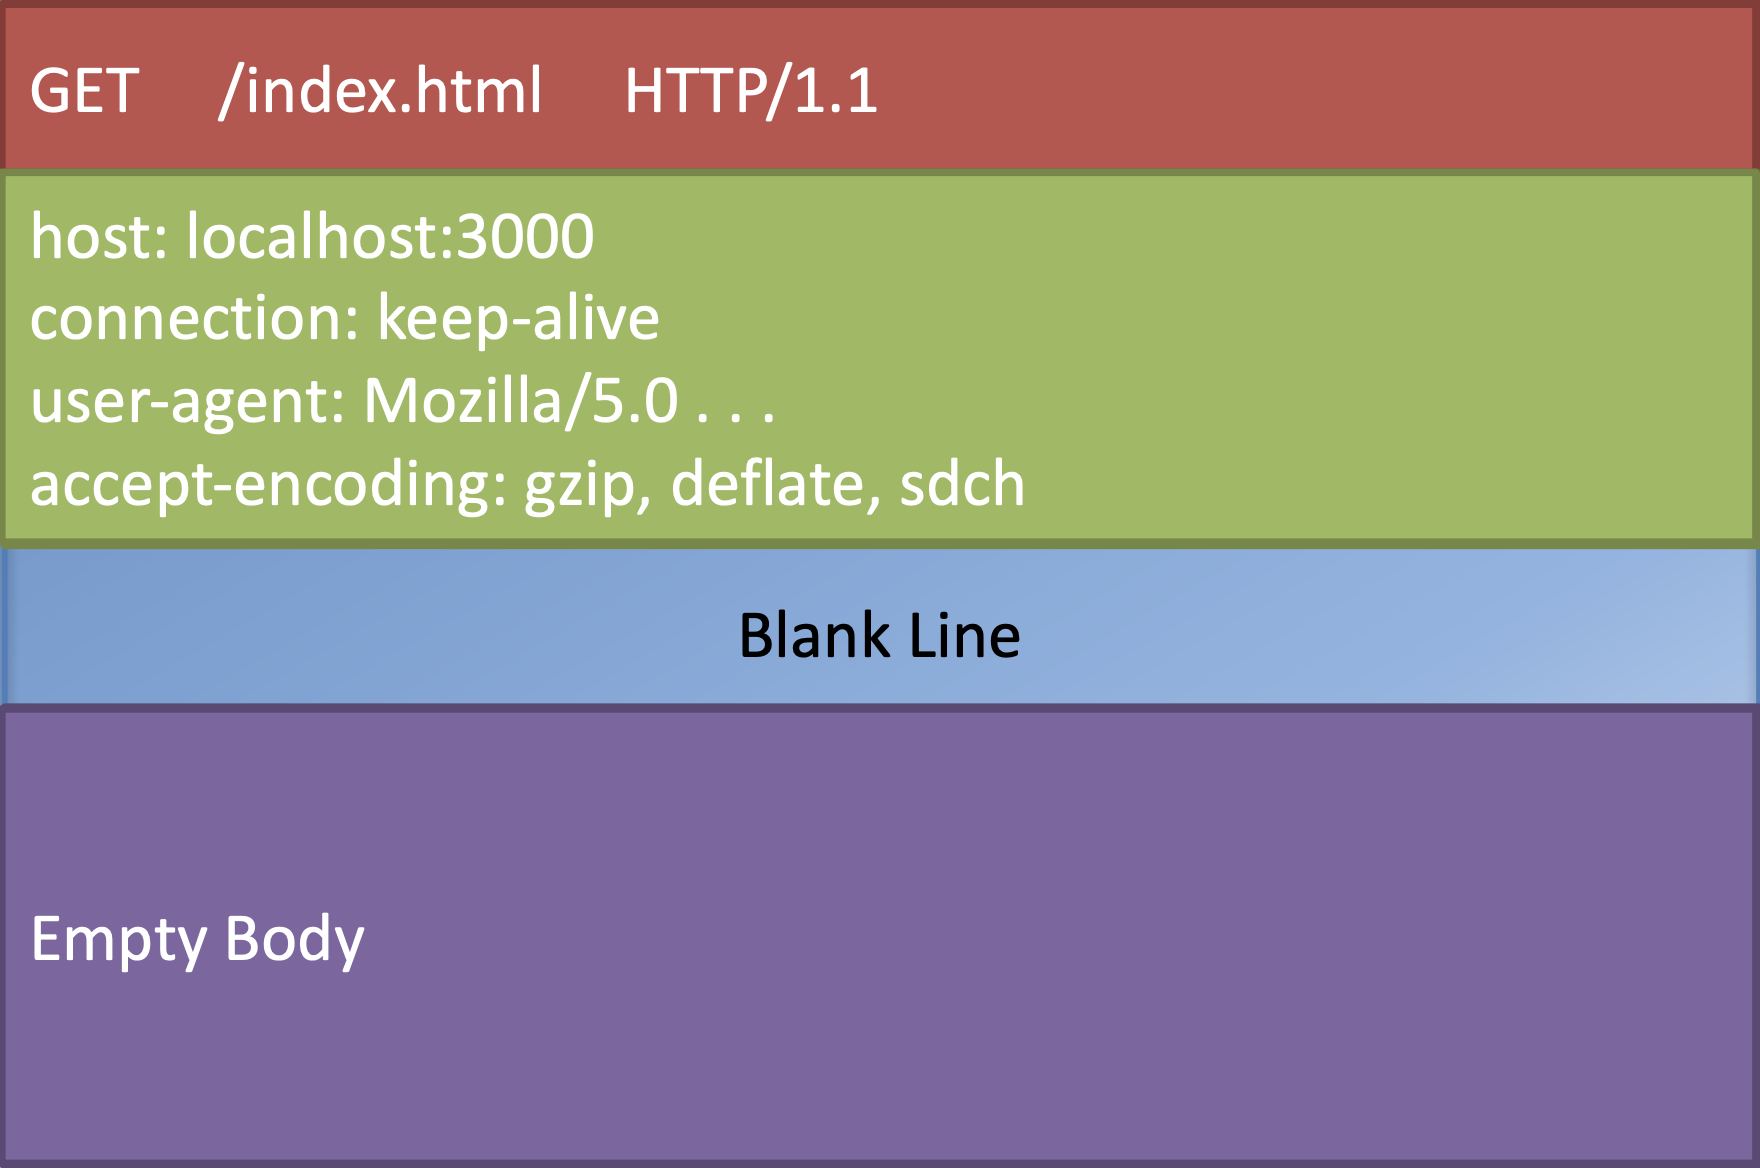 GET /index.html HTTP/1.1
host: localhost:3000
connection: keep-alive
user-agent: Mozilla/5.0 . . .
accept-encoding: gzip, deflate, sdch
Blank Line
Empty Body